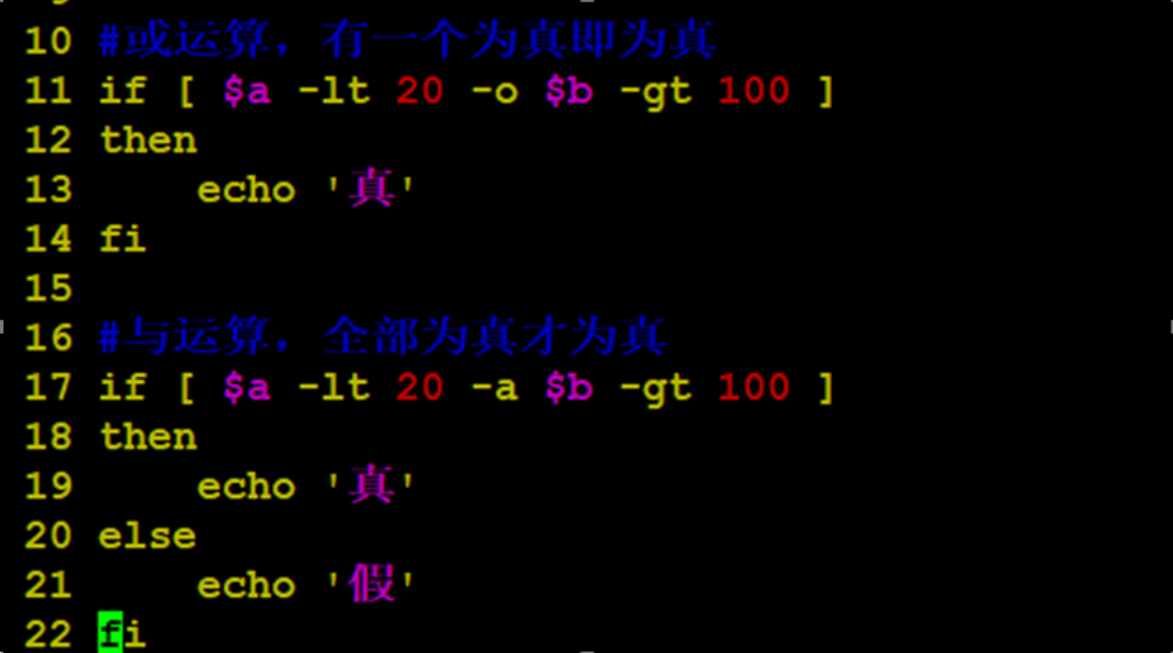 10 #或运算，有一个为真即为真
11 if [ $a -lt 20 -o $b -gt 100 ]
12 then
13     echo '真'
14 fi
15
16 #与运算，全部为真才为真
17 if [ $a -lt 20 -a $b -gt 100 ]
18 then
19     echo '真'
20 else
21     echo '假'
22 fi